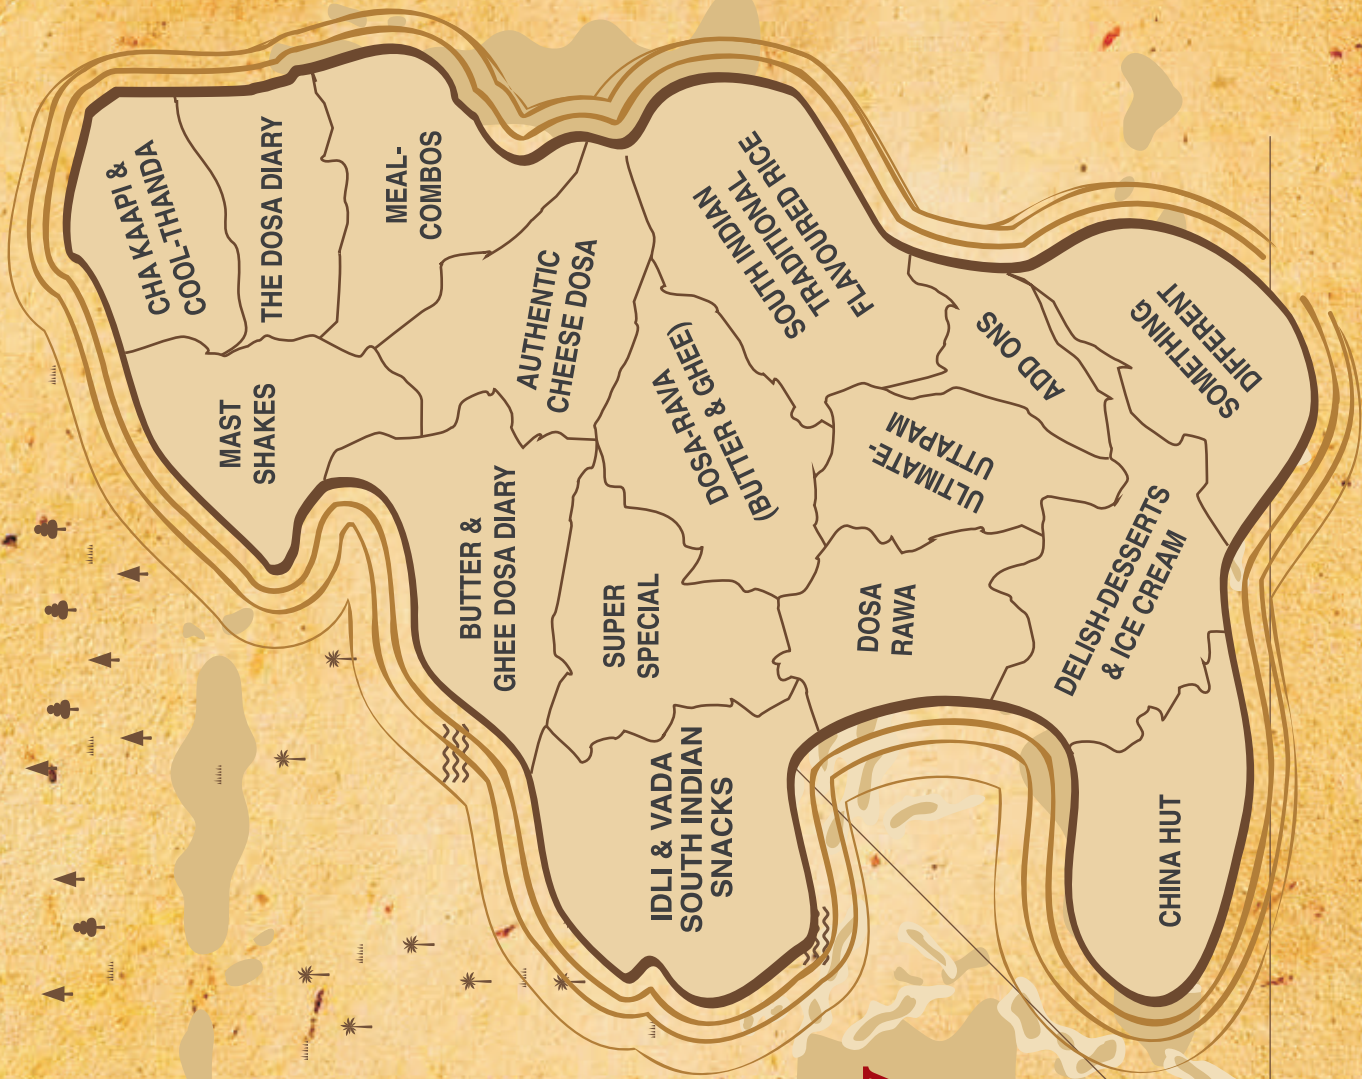 CHA KAAPI &
COOL-THANDA
THE DOSA DIARY
MEAL-
COMBOS
MAST
SHAKES
AUTHENTIC
CHEESE DOSA
SOUTH INDIAN
TRADITIONAL
FLAVOURED RICE
DOSA-RAVA
(BUTTER & GHEE)
ADD ONS
SOMETHING
DIFFERENT
ULTIMATE-
UTTAPAM
BUTTER &
GHEE DOSA DIARY
SUPER
SPECIAL
DOSA
RAWA
DELISH-DESSERTS
& ICE CREAM
IDLI & VADA
SOUTH INDIAN
SNACKS
CHINA HUT